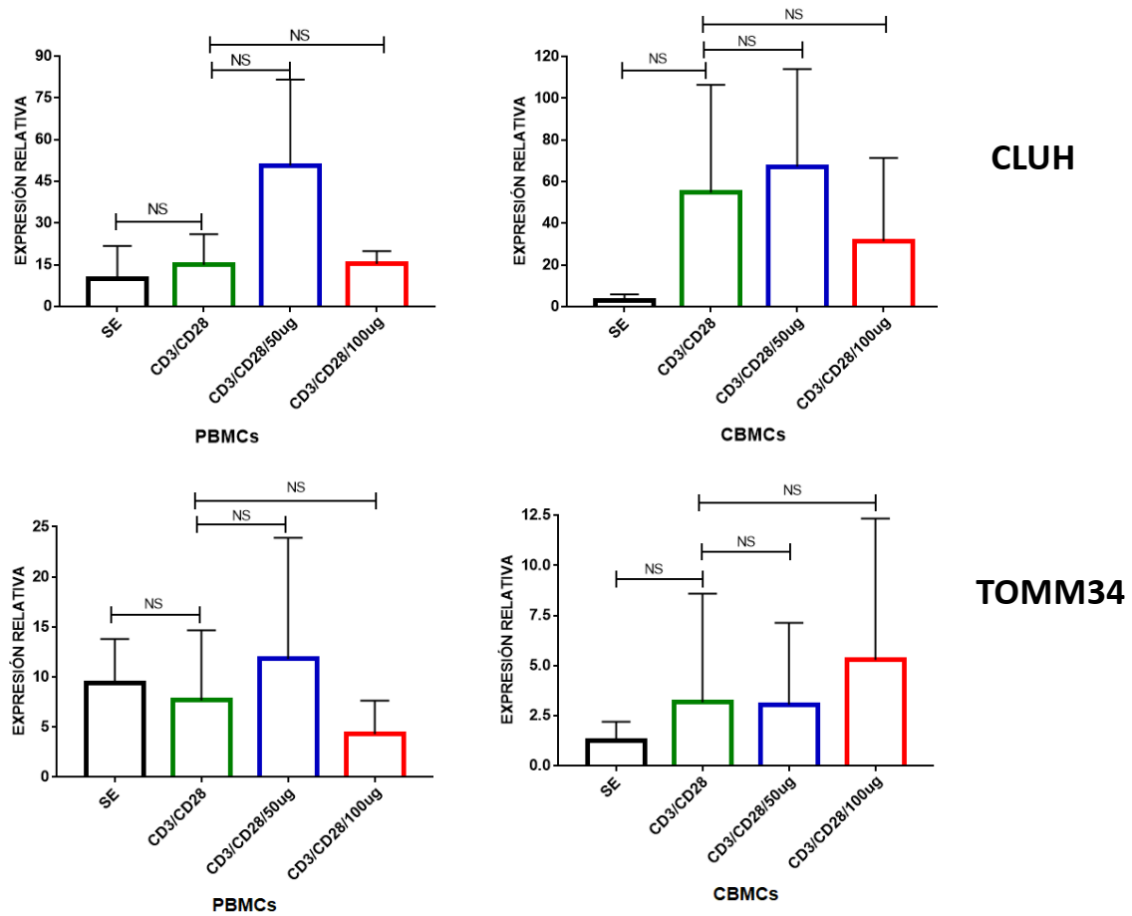 NS
NS
NS
90
75
60
45
30
15
0
EXPRESIÓN RELATIVA
SE
CD3/CD28
CD3/CD28/50ug
CD3/CD28/100ug
PBMCs
NS
NS
NS
120
100
80
60
40
20
0
EXPRESIÓN RELATIVA
SE
CD3/CD28
CD3/CD28/50ug
CD3/CD28/100ug
CBMCs
CLUH
NS
NS
NS
25
20
15
10
5
0
EXPRESIÓN RELATIVA
SE
CD3/CD28
CD3/CD28/50ug
CD3/CD28/100ug
PBMCs
NS
NS
NS
12.5
10.0
7.5
5.0
2.5
0.0
EXPRESIÓN RELATIVA
SE
CD3/CD28
CD3/CD28/50ug
CD3/CD28/100ug
CBMCs
TOMM34